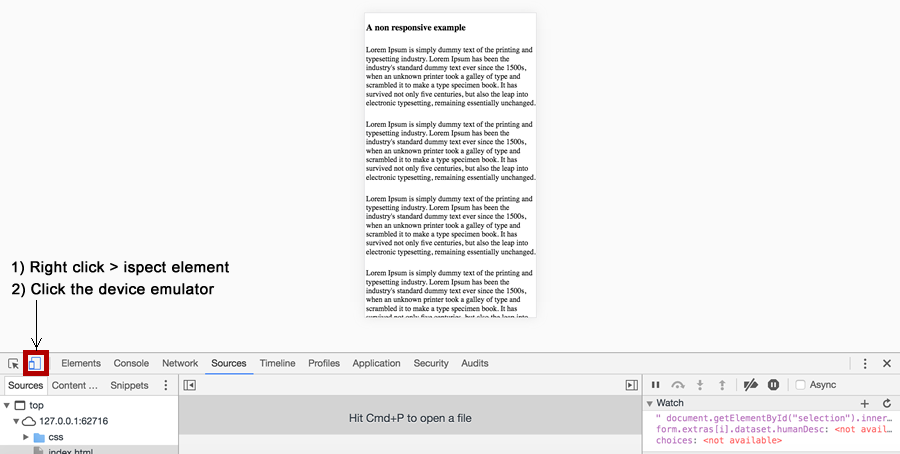 A non responsive example
Lorem Ipsum is simply dummy text of the printing and
typesetting industry. Lorem Ipsum has been the
industry's standard dummy text ever since the 1500s,
when an unknown printer took a galley of type and
scrambled it to make a type specimen book. It has
survived not only five centuries, but also the leap into
electronic typesetting, remaining essentially unchanged.
Lorem Ipsum is simply dummy text of the printing and
typesetting industry. Lorem Ipsum has been the
industry's standard dummy text ever since the 1500s,
when an unknown printer took a galley of type and
scrambled it to make a type specimen book. It has
survived not only five centuries, but also the leap into
electronic typesetting, remaining essentially unchanged.
Lorem Ipsum is simply dummy text of the printing and
typesetting industry. Lorem Ipsum has been the
industry's standard dummy text ever since the 1500s,
when an unknown printer took a galley of type and
scrambled it to make a type specimen book. It has
survived not only five centuries, but also the leap into
electronic typesetting, remaining essentially unchanged.
Lorem Ipsum is simply dummy text of the printing and
typesetting industry. Lorem Ipsum has been the
industry's standard dummy text ever since the 1500s,
when an unknown printer took a galley of type and
scrambled it to make a type specimen book. It has
survived not only five centuries, but also the leap into
1) Right click > ispect element
2) Click the device emulator
Elements Console Network Sources Timeline Profiles Application Security Audits
Sources Content ... Snippets
Async
top
127.0.0.1:62716
css
index.html
Hit Cmd+P to open a file
Watch
" document.getElementById("selection").inner...
form.extras[i].dataset.humanDesc: <not avail...
choices: <not available>